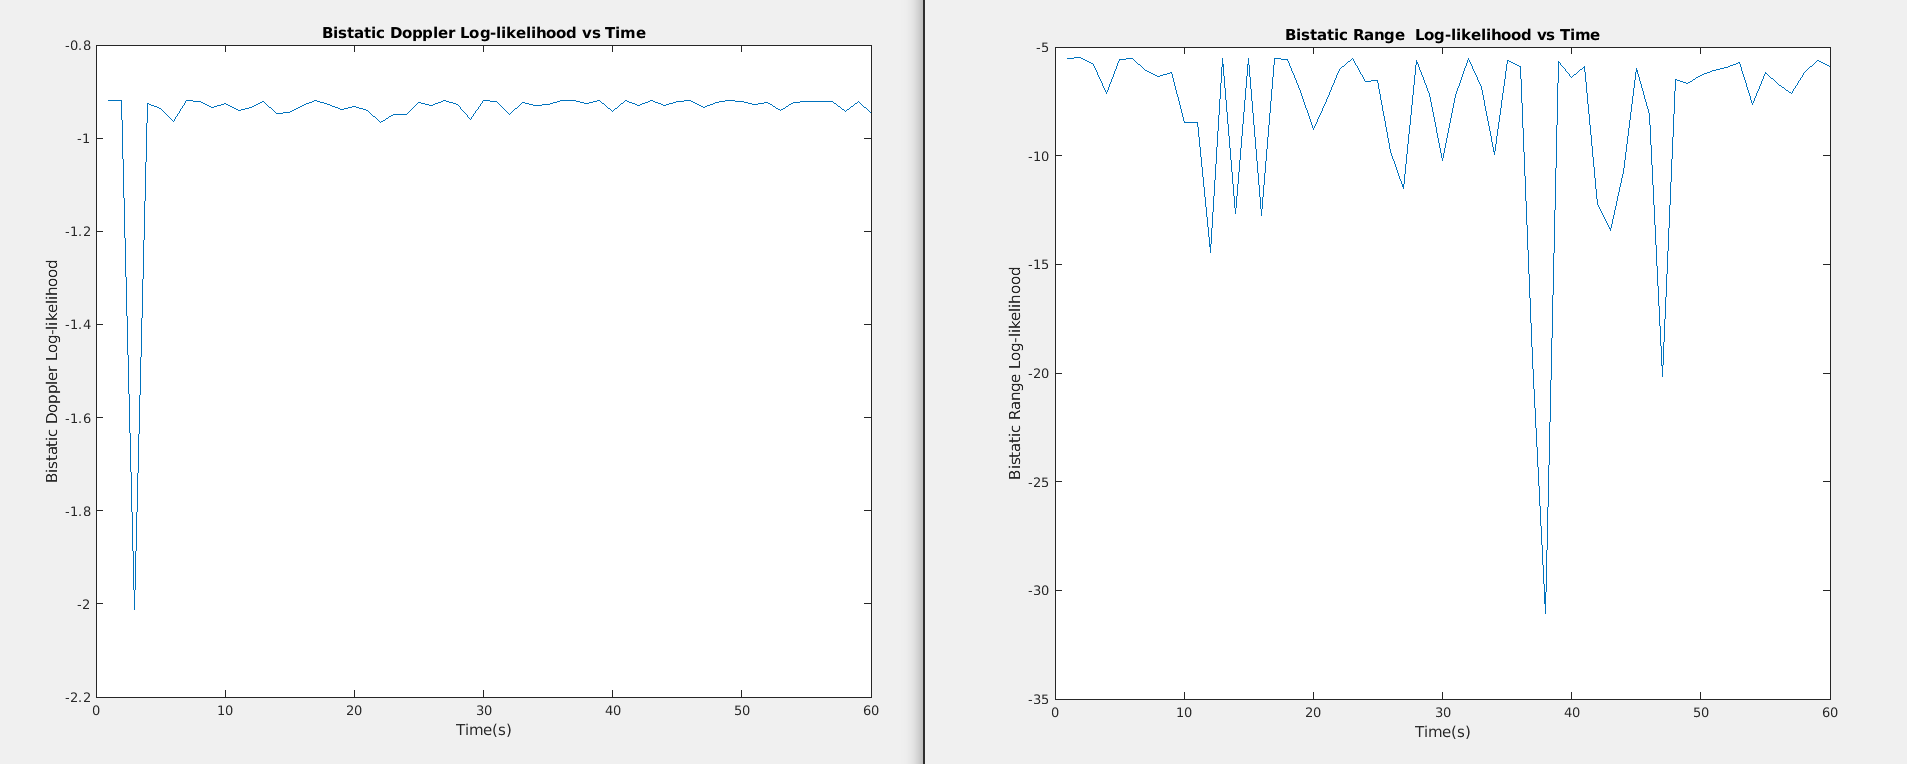 Bistatic Doppler Log-likelihood vs Time
-0.8
-1
-1.2
-1.4
-1.6
-1.8
-2
-2.2
Bistatic Doppler Log-likelihood
0 10 20 30 40 50 60
Time(s)
Bistatic Range  Log-likelihood vs Time
-5
-10
-15
-20
-25
-30
-35
Bistatic Range Log-likelihood
0 10 20 30 40 50 60
Time(s)